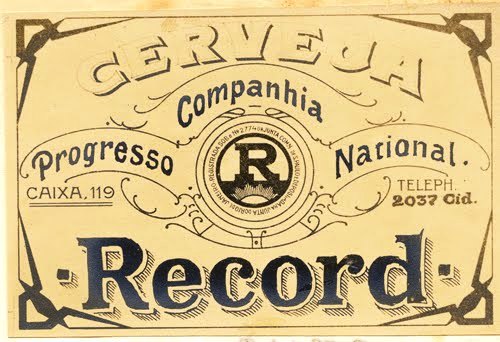 CERVEJA
Companhia
Progresso
National.
R
CAIXA, 119
TELEPH.
2037 Cid.
Record